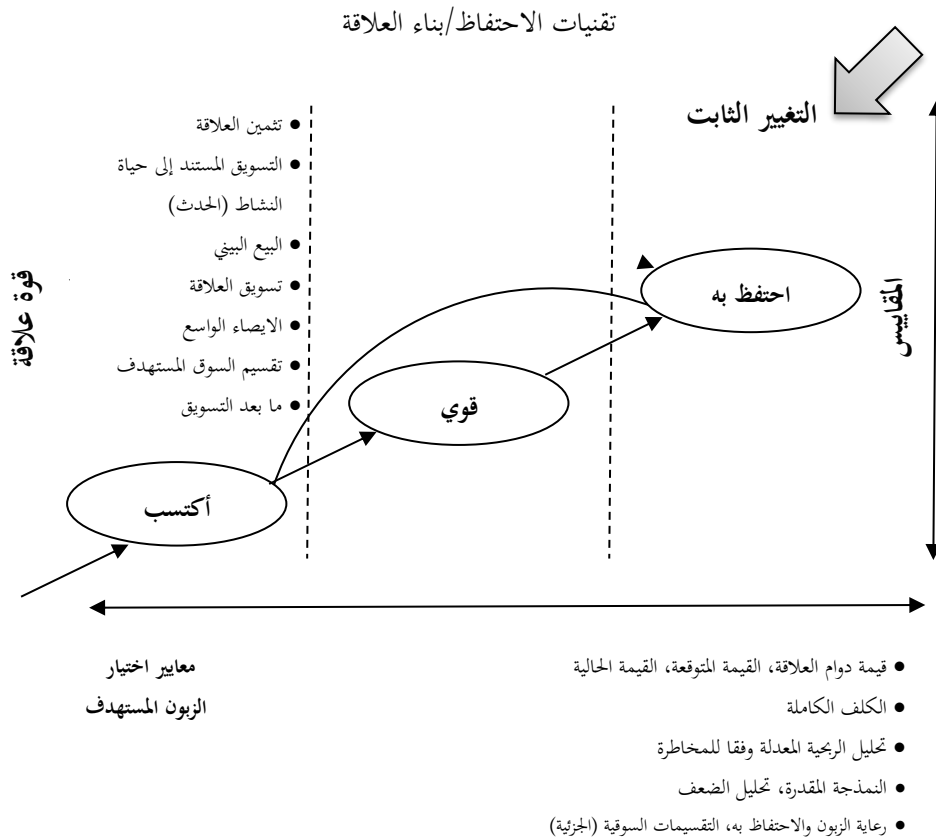 تقنيات الاحتفاظ/بناء العلاقة
التغيير الثابت
● تثمين العلاقة
● التسويق المستند إلى حياة
النشاط (الحدث)
● البيع البيني
● تسويق العلاقة
● الايصاء الواسع
● تقسيم السوق المستهدف
● ما بعد التسويق
قوة علاقة
المقاييس
احتفظ به
قوي
أكتسب
معايير اختيار
الزبون المستهدف
● قيمة دوام العلاقة، القيمة المتوقعة، القيمة الحالية
● الكلف الكاملة
● تحليل الربحية المعدلة وفقا للمخاطرة
● النمذجة المقدرة، تحليل الضعف
● رعاية الزبون والاحتفاظ به، التقسيمات السوقية (الجزئية)